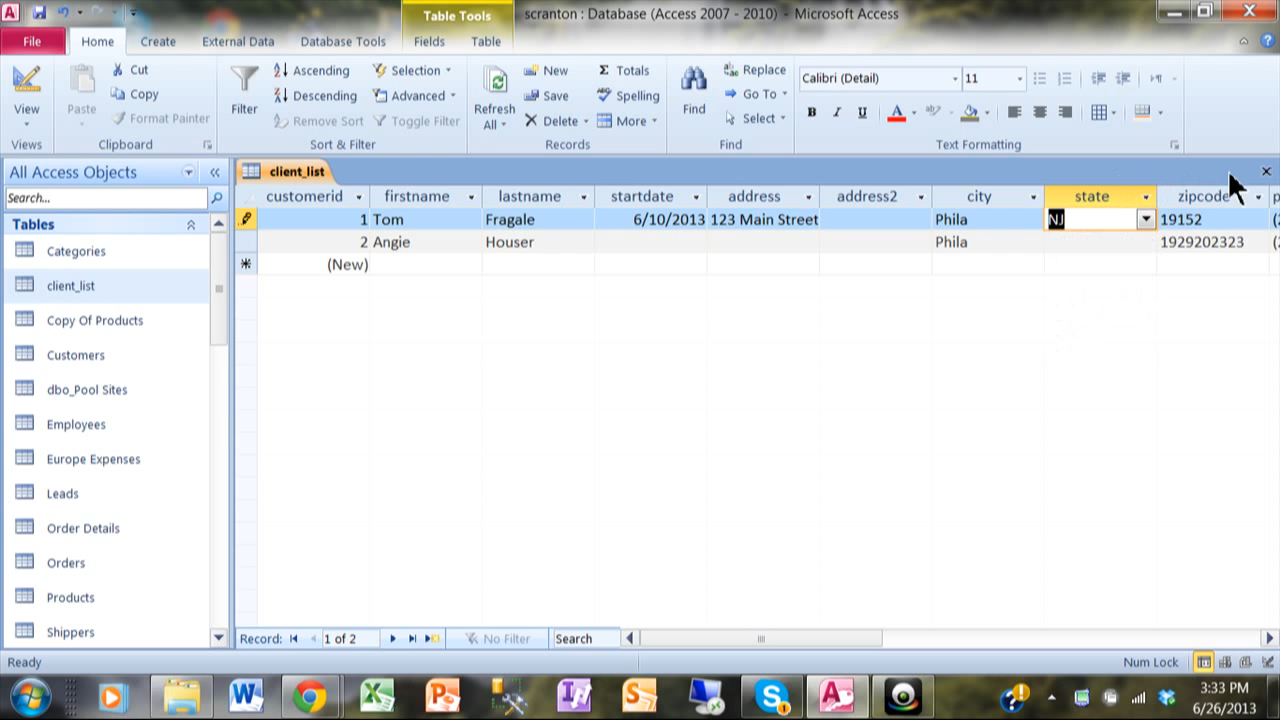 Table Tools
scranton : Database (Access 2007 - 2010) - Microsoft Access
File Home Create External Data Database Tools Fields Table
View
Views
Paste
Cut
Copy
Format Painter
Clipboard
Filter
Ascending
Descending
Remove Sort
Selection
Advanced
Toggle Filter
Sort & Filter
Refresh
All
New
Save
Delete
Totals
Spelling
More
Records
Find
Replace
Go To
Select
Find
Calibri (Detail) 11
B I U A
Text Formatting
All Access Objects
Search...
Tables
Categories
client_list
Copy Of Products
Customers
dbo_Pool Sites
Employees
Europe Expenses
Leads
Order Details
Orders
Products
Shippers
client_list
customerid firstname lastname startdate address address2 city state zipcode p
1 Tom Fragale 6/10/2013 123 Main Street Phila NJ 19152 (2
2 Angie Houser Phila 1929202323 (2
(New)
Record: 1 of 2 No Filter Search
Ready Num Lock
3:33 PM
6/26/2013